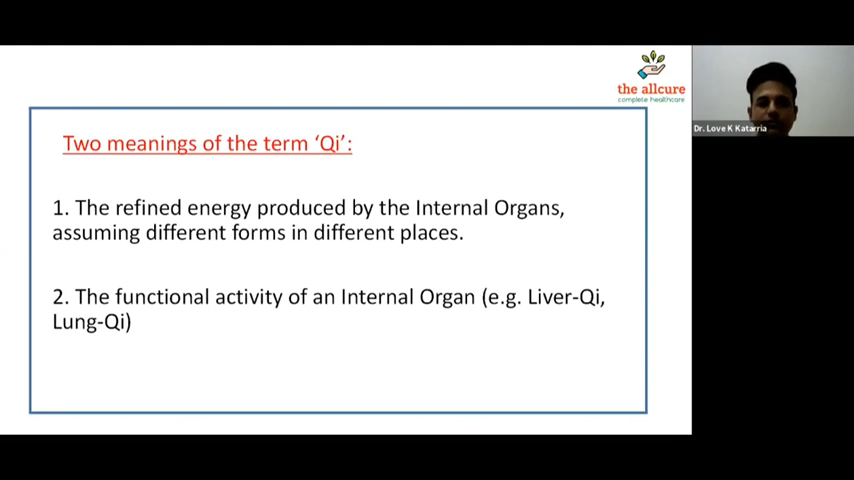 the allcure
complete healthcare
Dr. Love K Katarria
Two meanings of the term ‘Qi’:
1. The refined energy produced by the Internal Organs,
assuming different forms in different places.
2. The functional activity of an Internal Organ (e.g. Liver-Qi,
Lung-Qi)